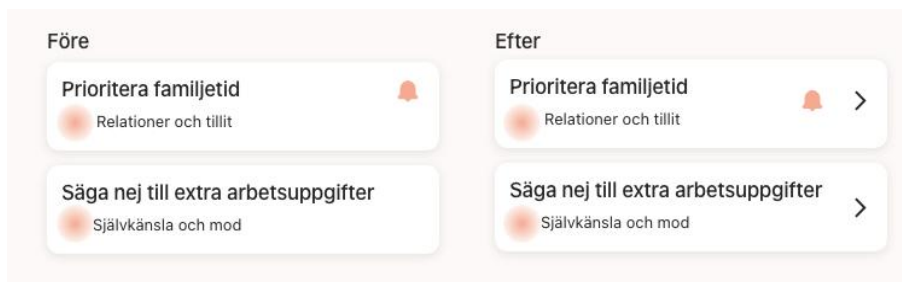 Före
Prioritera familjetid
Relationer och tillit
Säga nej till extra arbetsuppgifter
Självkänsla och mod
Efter
Prioritera familjetid
Relationer och tillit
Säga nej till extra arbetsuppgifter
Självkänsla och mod